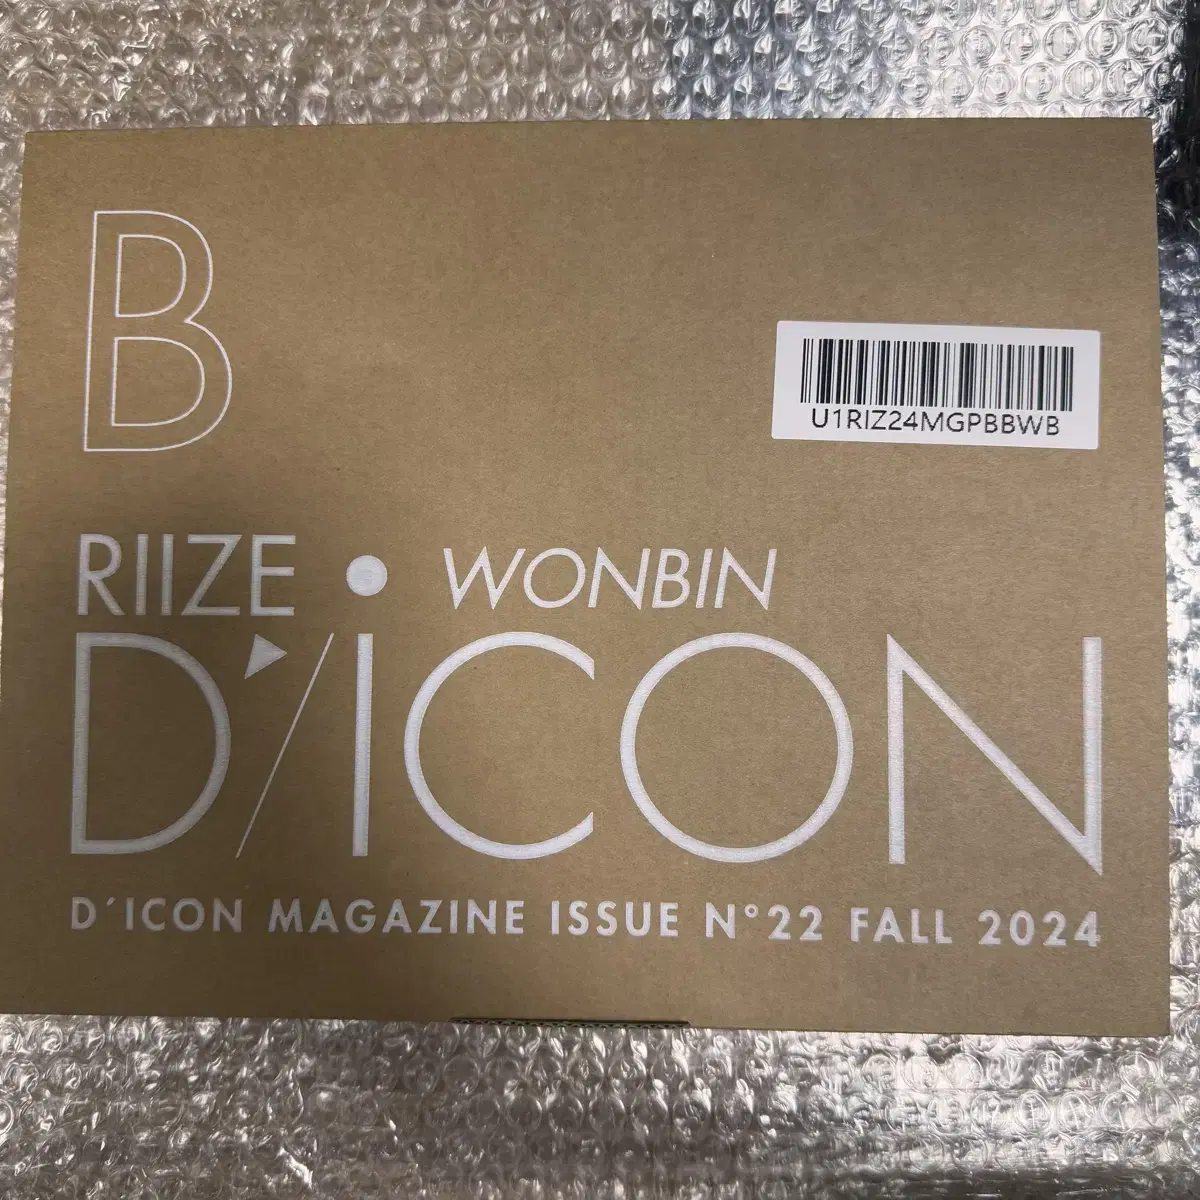 B
U1RIZ24MGPBBWB
RIIZE • WONBIN
D'/ICON
D'ICON MAGAZINE ISSUE N°22 FALL 2024